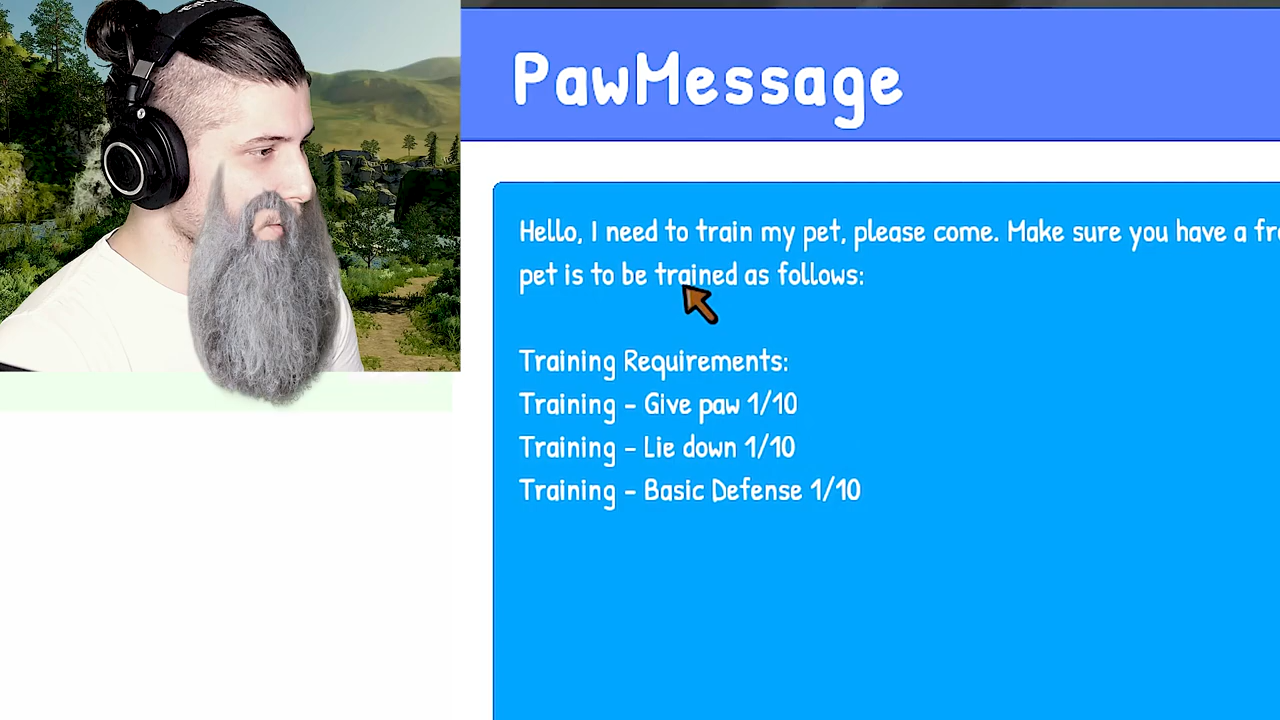 PawMessage
Hello, I need to train my pet, please come. Make sure you have a
pet is to be trained as follows:
Training Requirements:
Training - Give paw 1/10
Training - Lie down 1/10
Training - Basic Defense 1/10